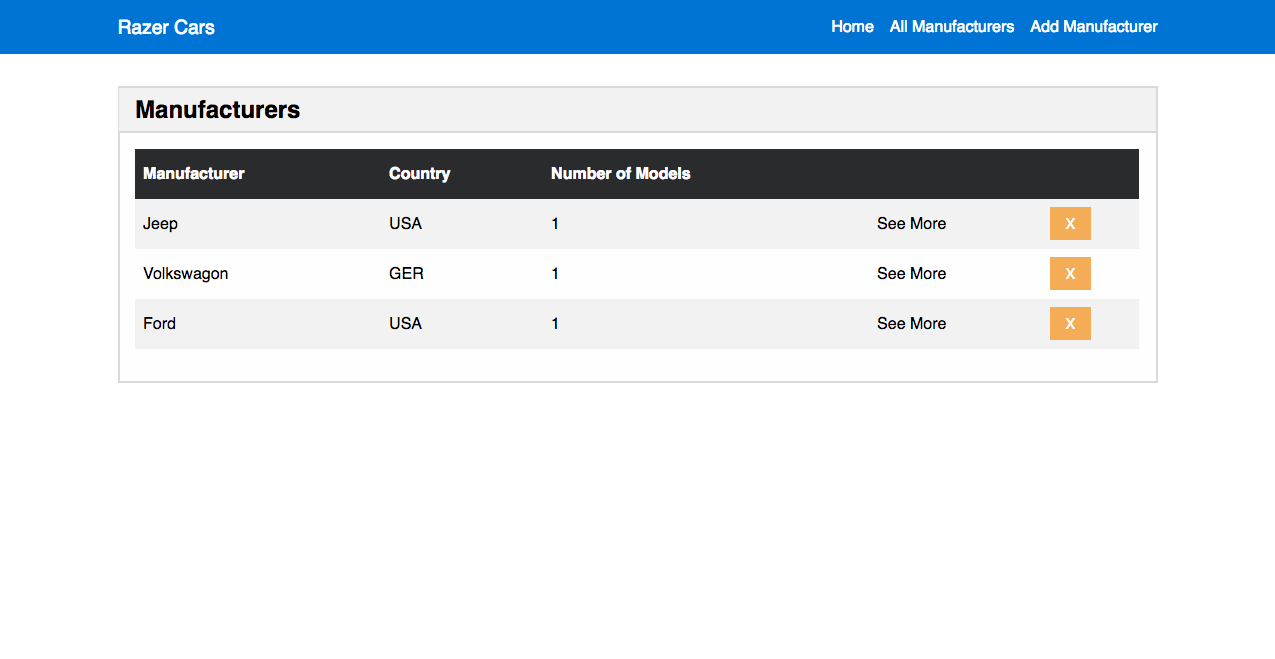 Razer Cars Home All Manufacturers Add Manufacturer
Manufacturers
Manufacturer Country Number of Models
Jeep USA 1 See More X
Volkswagon GER 1 See More X
Ford USA 1 See More X